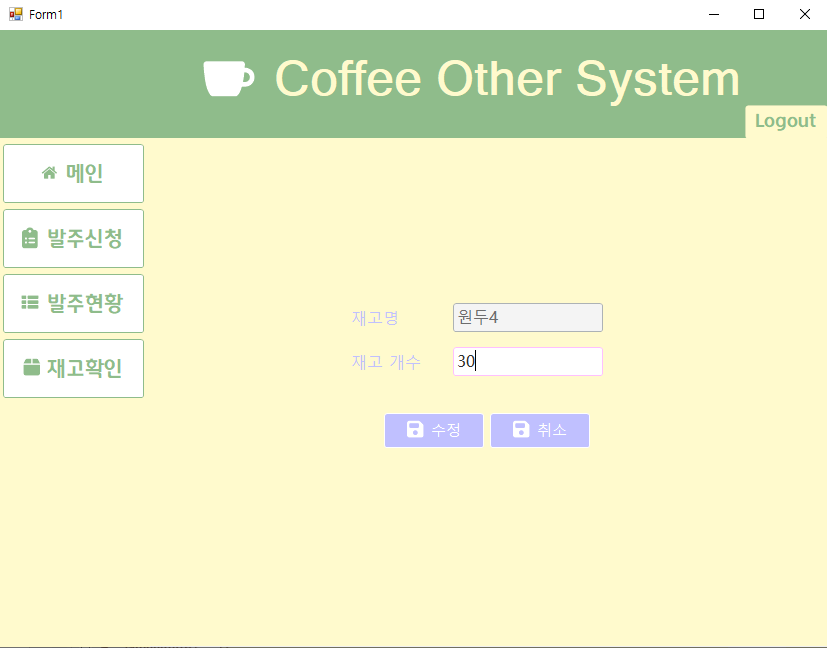 Form1
Coffee Other System
Logout
메인
발주신청
발주현황
재고확인
재고명 원두4
재고 개수 30
수정 취소